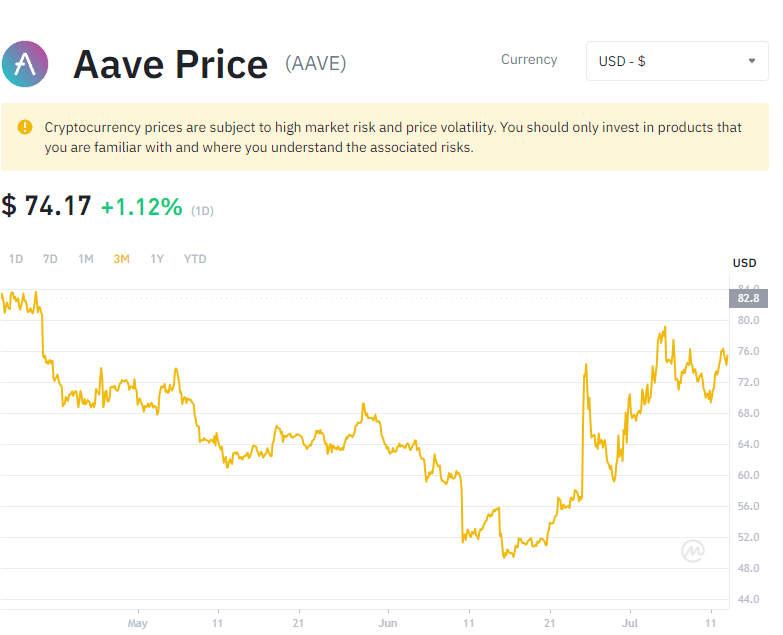 Aave Price (AAVE)
Currency
USD - $
Cryptocurrency prices are subject to high market risk and price volatility. You should only invest in products that
you are familiar with and where you understand the associated risks.
$ 74.17 +1.12% (1D)
1D 7D 1M 3M 1Y YTD
USD
84.0
82.8
80.0
76.0
72.0
68.0
64.0
60.0
56.0
52.0
48.0
44.0
May 11 21 Jun 11 21 Jul 11